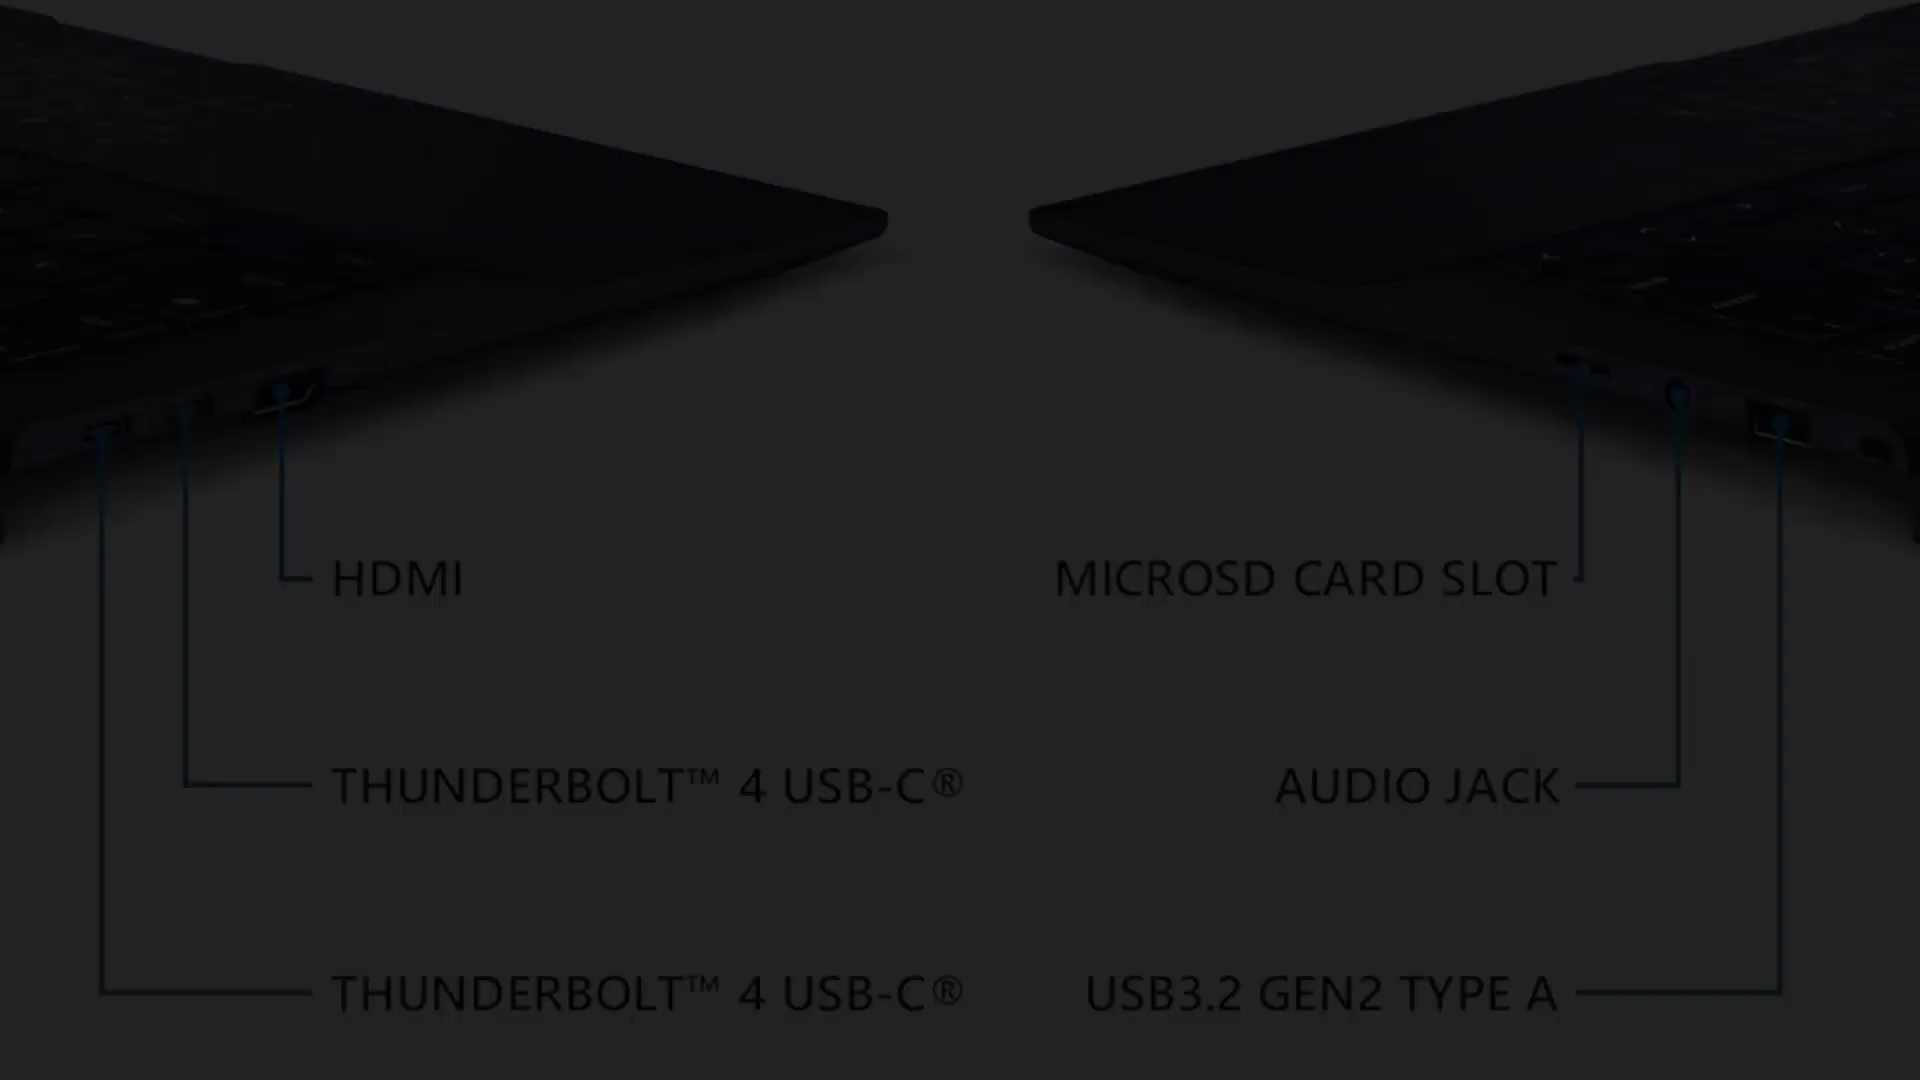 HDMI
THUNDERBOLT™ 4 USB-C®
THUNDERBOLT™ 4 USB-C®
MICROSD CARD SLOT
AUDIO JACK
USB3.2 GEN2 TYPE A